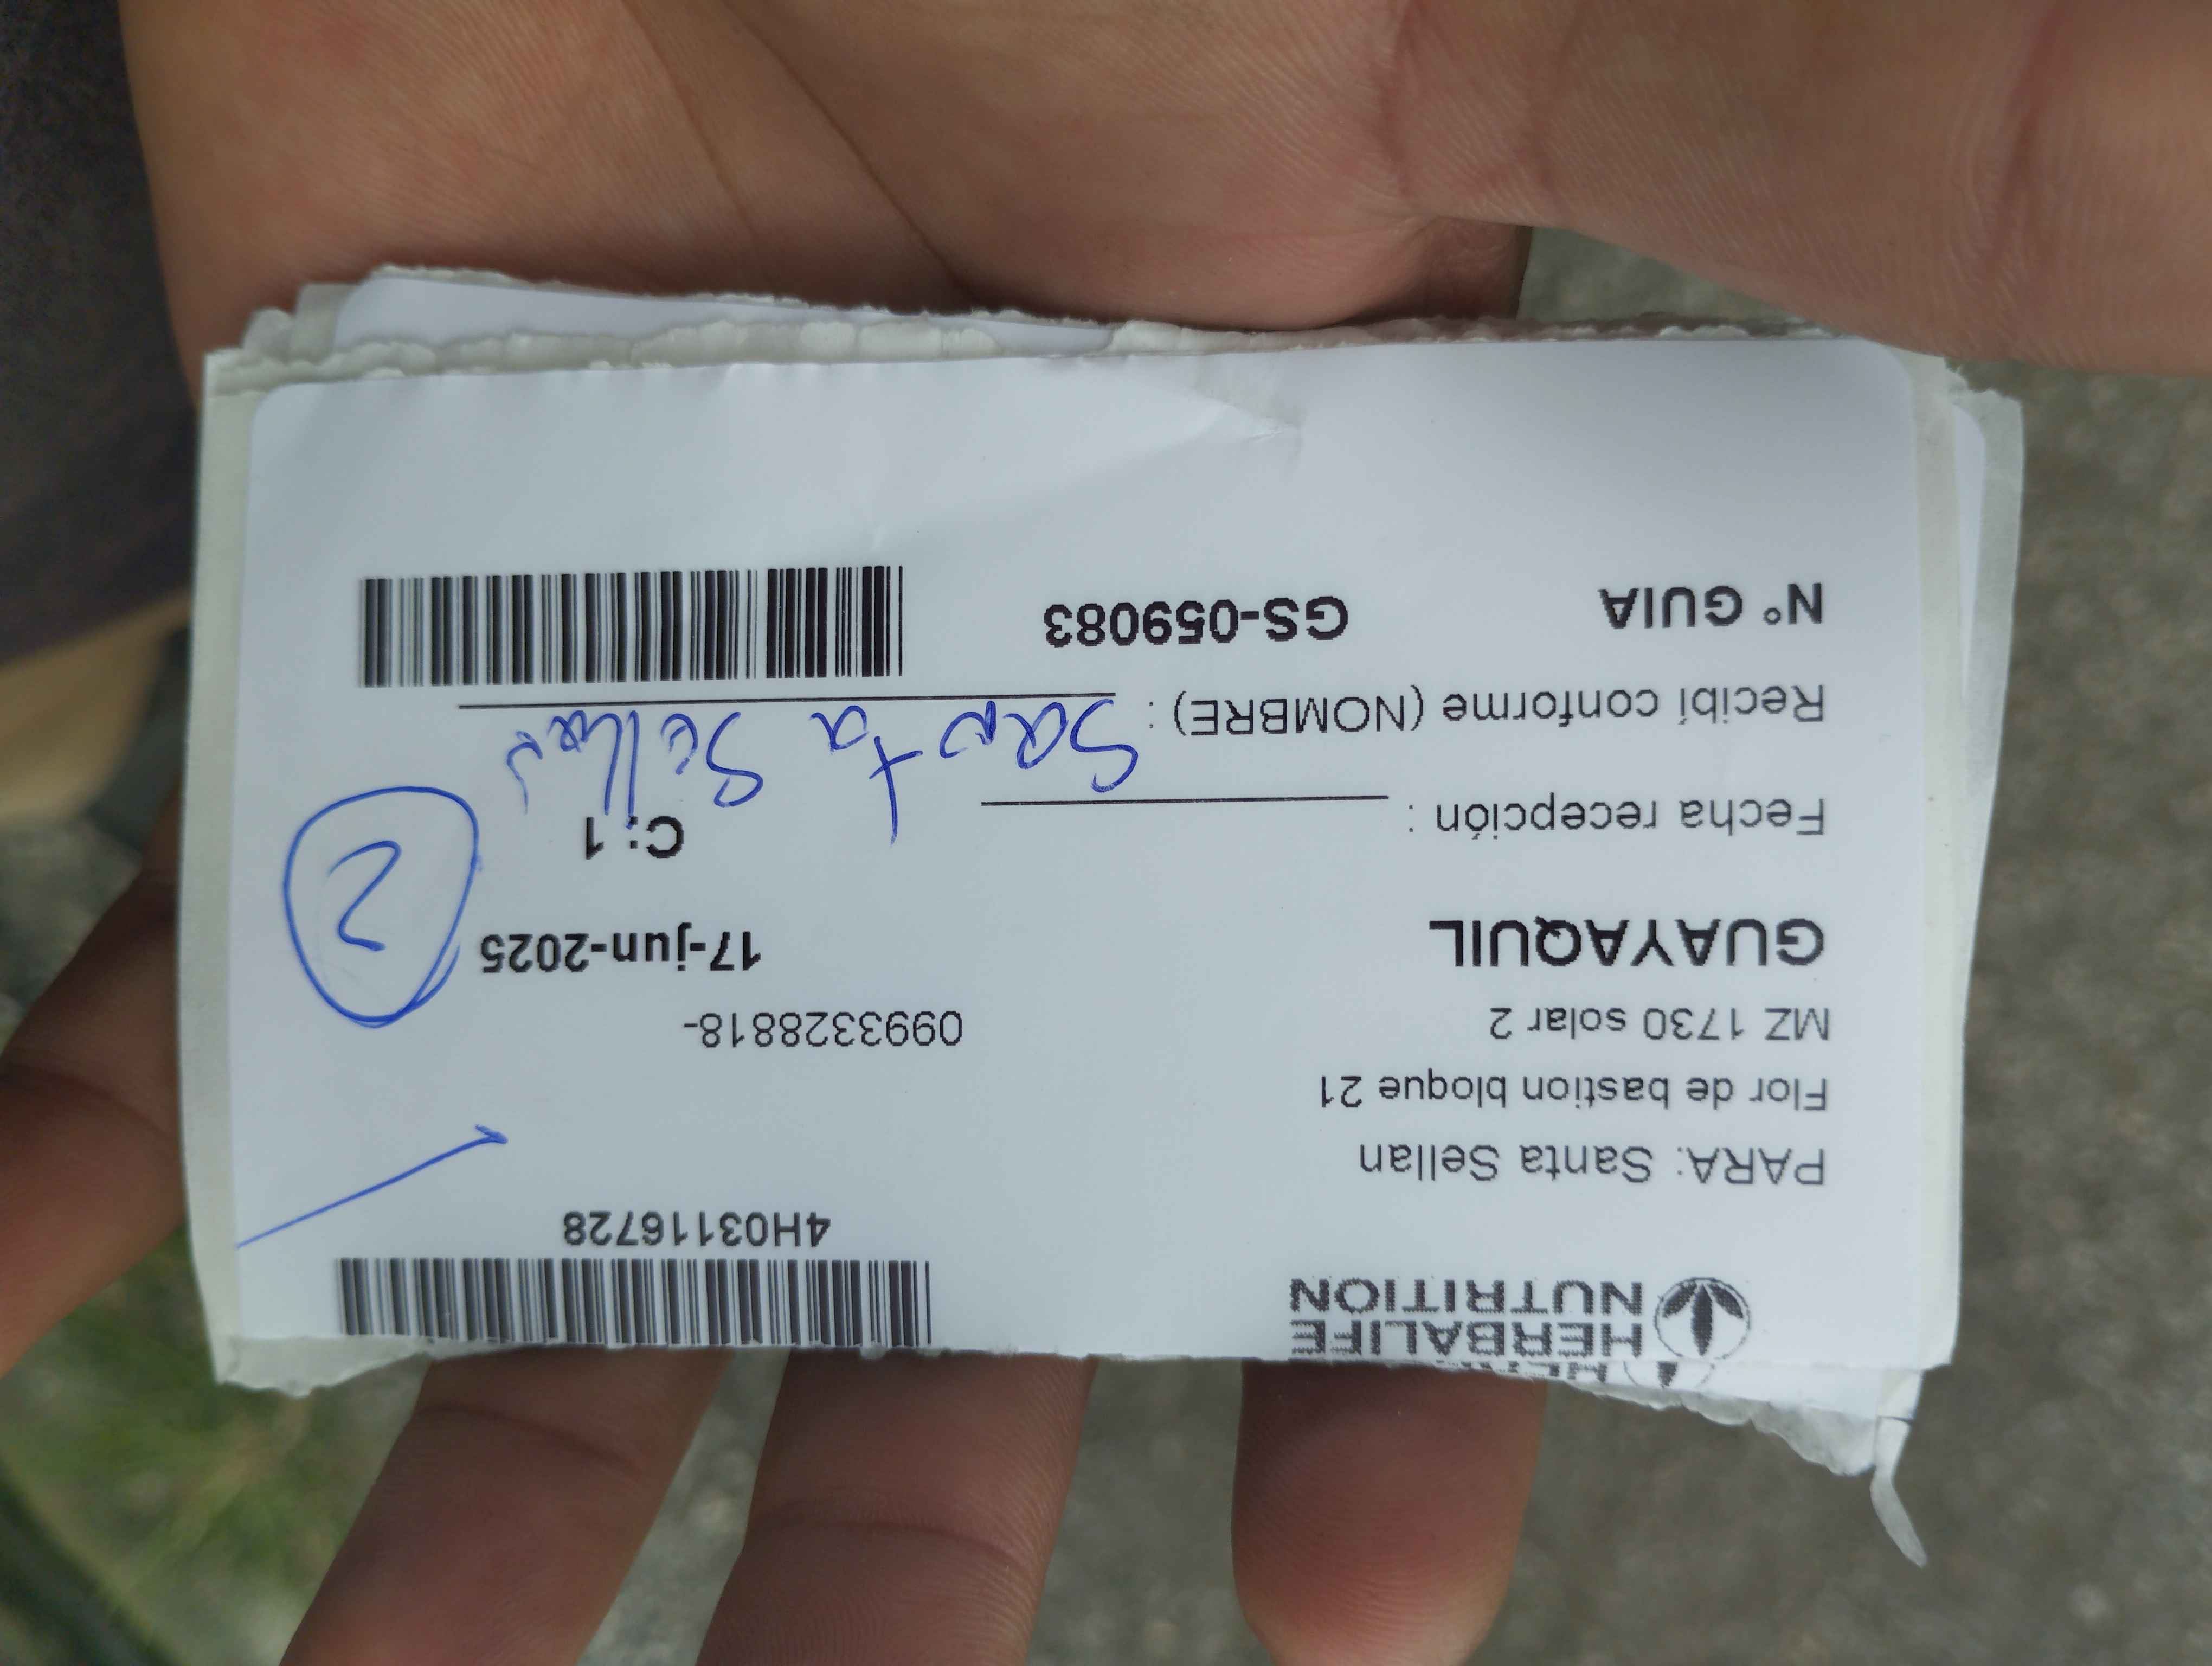 HERBALIFE
NUTRITION
4H03116728
PARA: Santa Sellan
Flor de bastion bloque 21
MZ 1730 solar 2
0993328818-
GUAYAQUIL
17-jun-2025
2
Fecha recepción :
C: 1
Recibí conforme (NOMBRE) : Santa Sellan
N° GUIA GS-059083